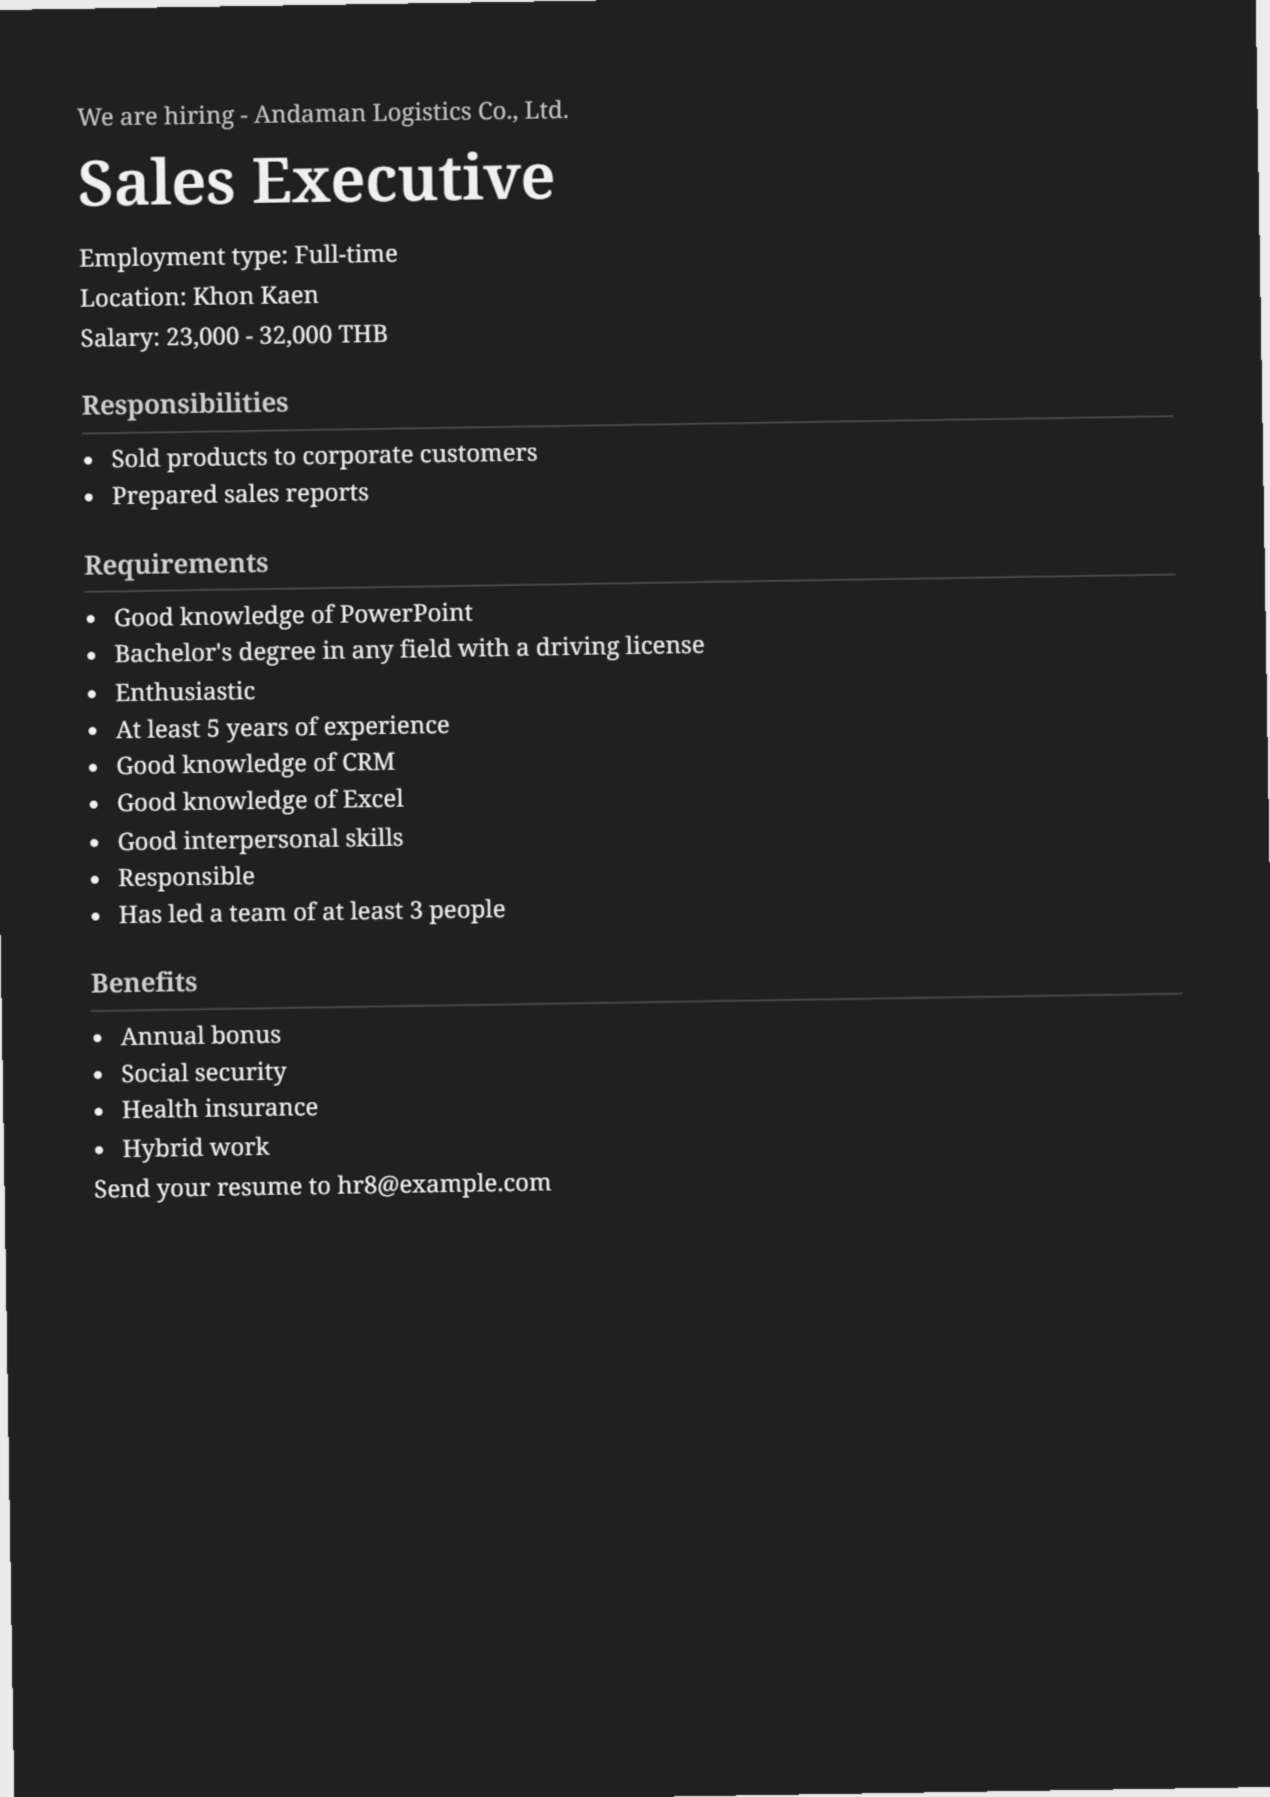 We are hiring - Andaman Logistics Co., Ltd.
Sales Executive
Employment type: Full-time
Location: Khon Kaen
Salary: 23,000 - 32,000 THB
Responsibilities
• Sold products to corporate customers
• Prepared sales reports
Requirements
• Good knowledge of PowerPoint
• Bachelor's degree in any field with a driving license
• Enthusiastic
• At least 5 years of experience
• Good knowledge of CRM
• Good knowledge of Excel
• Good interpersonal skills
• Responsible
• Has led a team of at least 3 people
Benefits
• Annual bonus
• Social security
• Health insurance
• Hybrid work
Send your resume to hr8@example.com